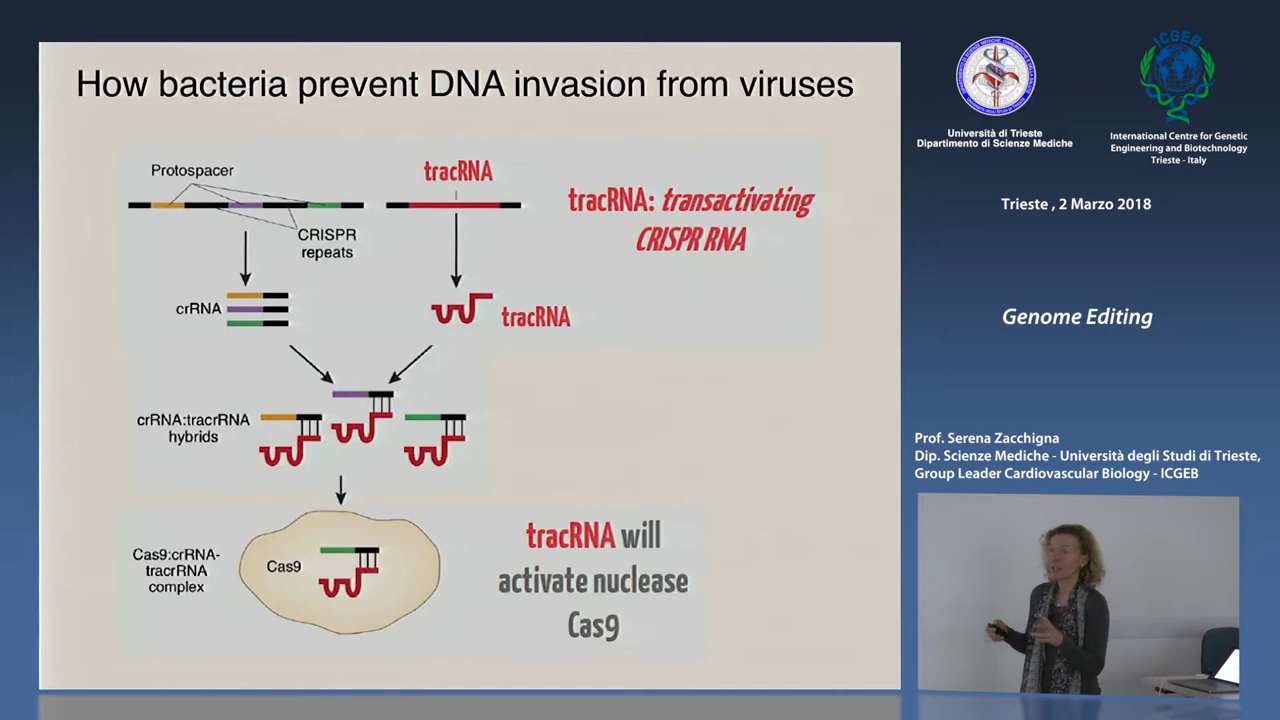 How bacteria prevent DNA invasion from viruses
Protospacer
tracRNA
tracRNA: transactivating
CRISPR RNA
CRISPR
repeats
crRNA
tracRNA
crRNA:tracrRNA
hybrids
Cas9:crRNA-
tracrRNA
complex
Cas9
tracRNA will
activate nuclease
Cas9
ICGEB
Università di Trieste
Dipartimento di Scienze Mediche
International Centre for Genetic
Engineering and Biotechnology
Trieste - Italy
Trieste , 2 Marzo 2018
Genome Editing
Prof. Serena Zacchigna
Dip. Scienze Mediche - Università degli Studi di Trieste,
Group Leader Cardiovascular Biology - ICGEB